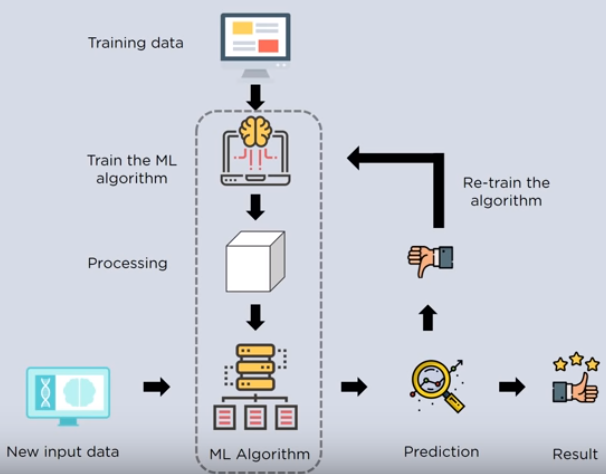 Training data
Train the ML
algorithm
Re-train the
algorithm
Processing
New input data
ML Algorithm
Prediction
Result